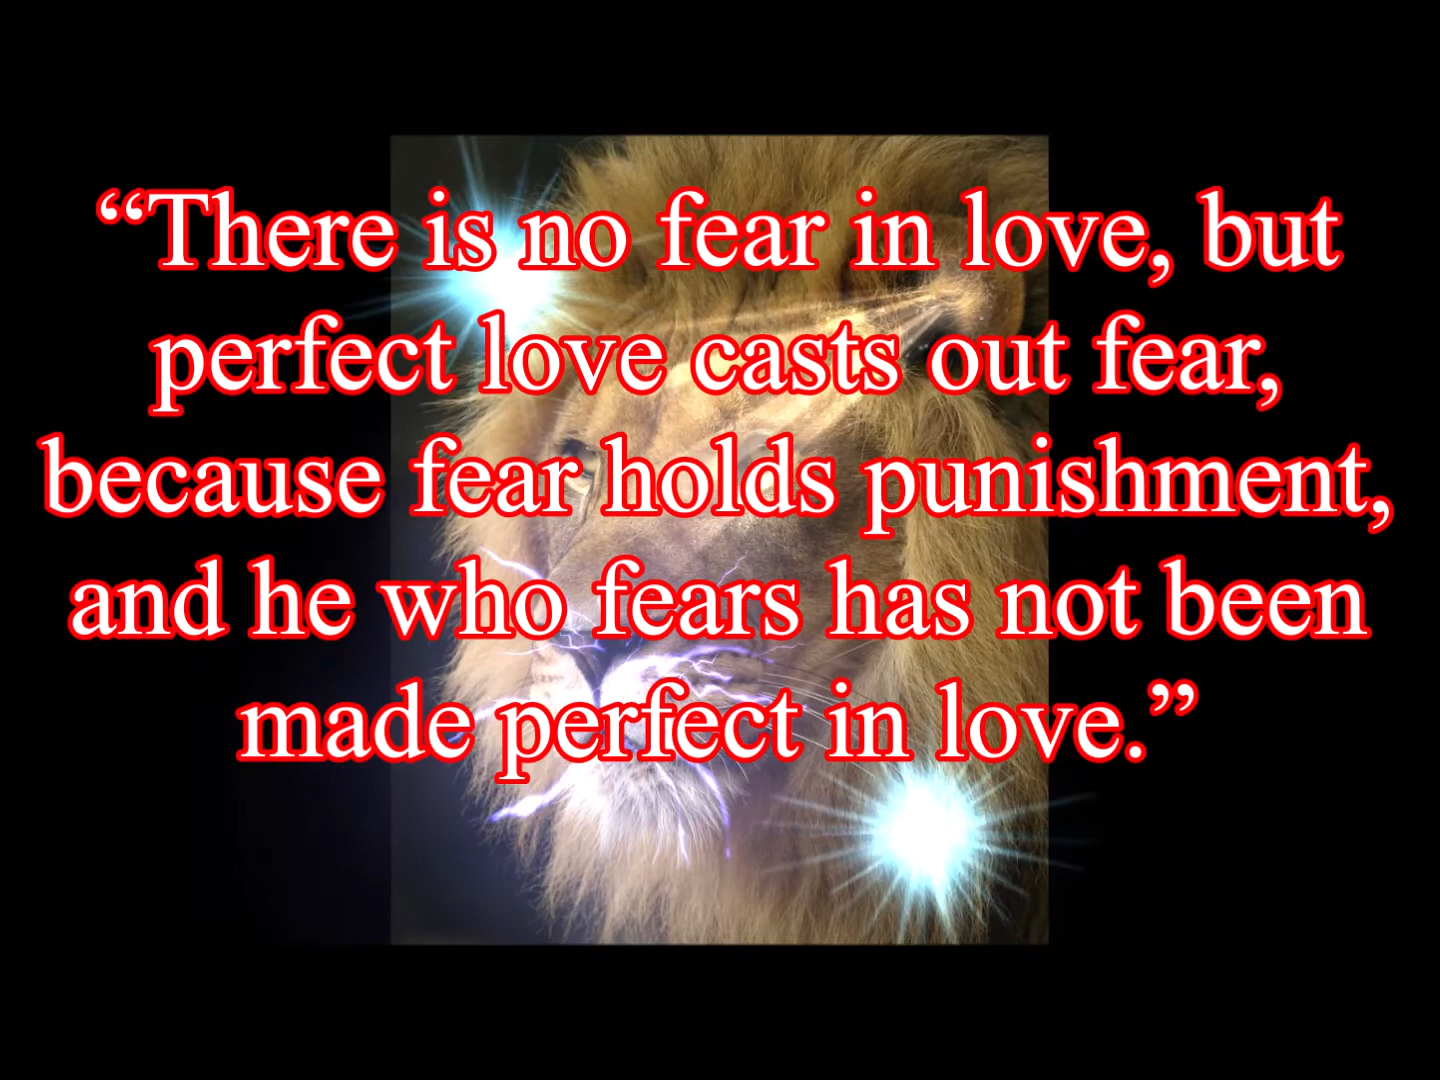 “There is no fear in love, but
perfect love casts out fear,
because fear holds punishment,
and he who fears has not been
made perfect in love.”